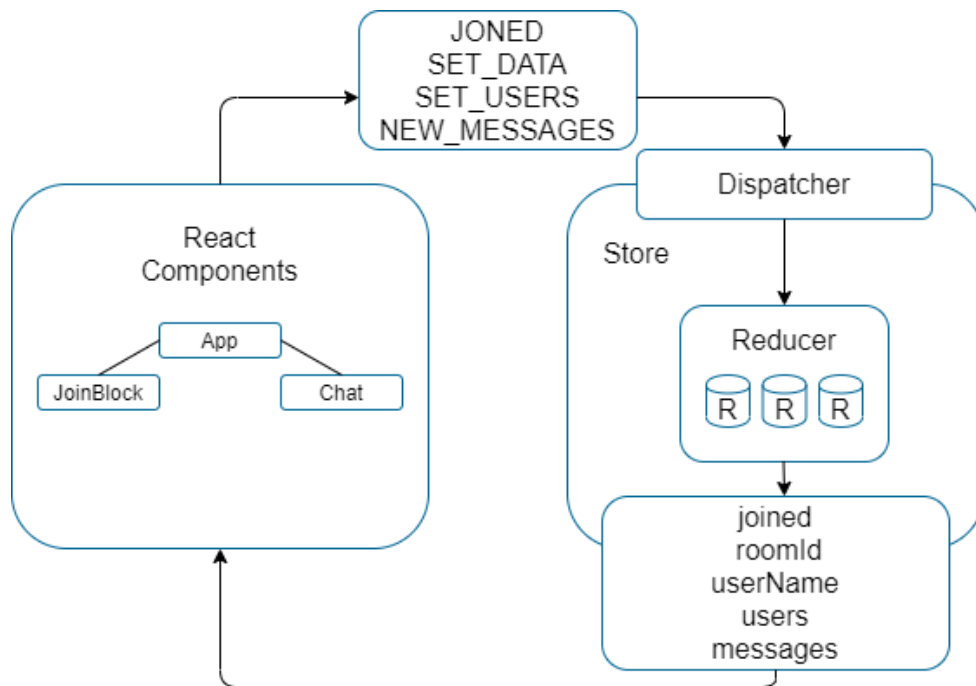 JONED
SET_DATA
SET_USERS
NEW_MESSAGES
Dispatcher
React
Components
Store
App
JoinBlock
Chat
Reducer
R R R
joined
roomId
userName
users
messages